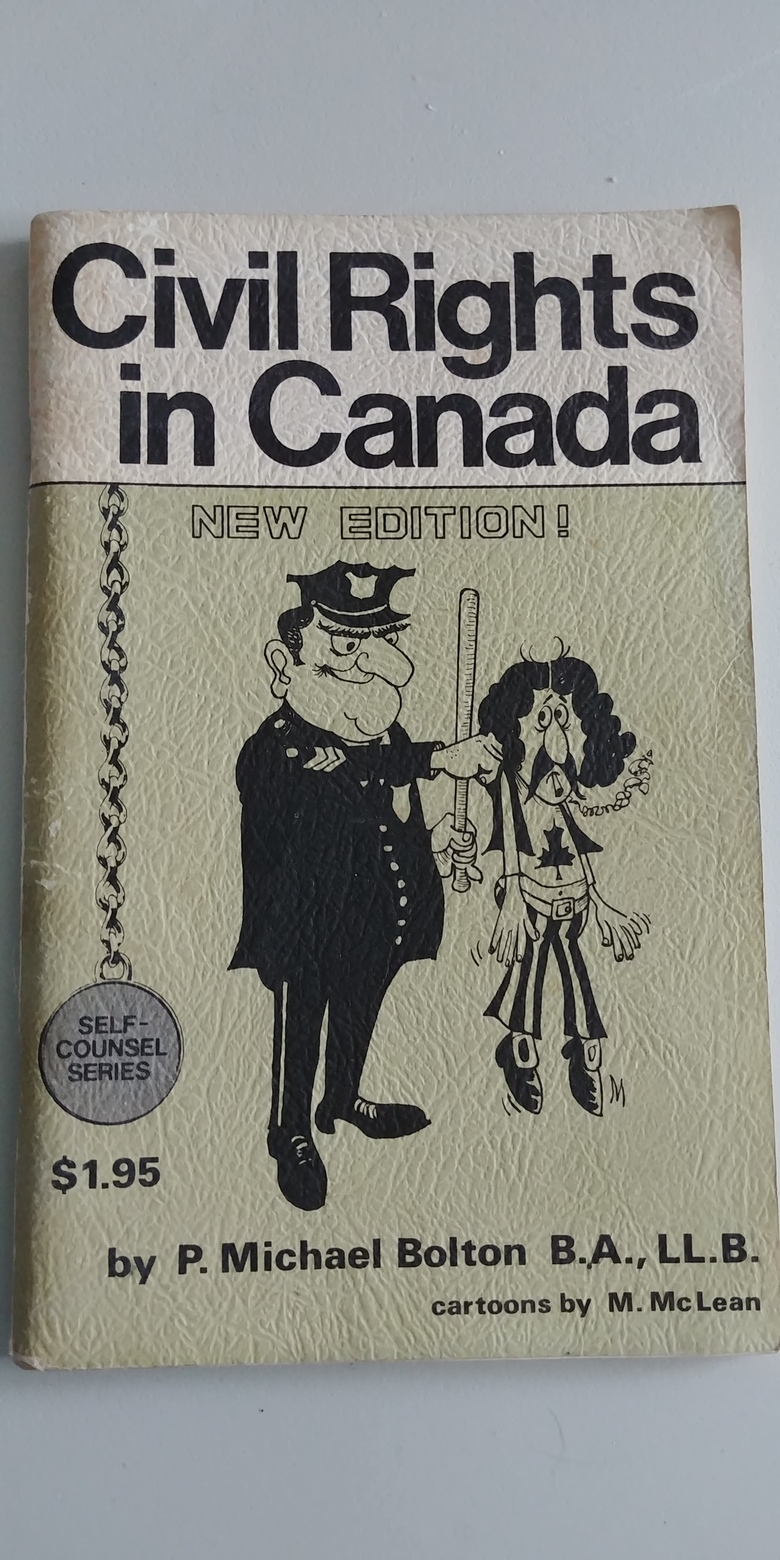 Civil Rights
in Canada
NEW EDITION!
SELF-
COUNSEL
SERIES
$1.95
M
by P. Michael Bolton B.A., LL.B.
cartoons by M. McLean